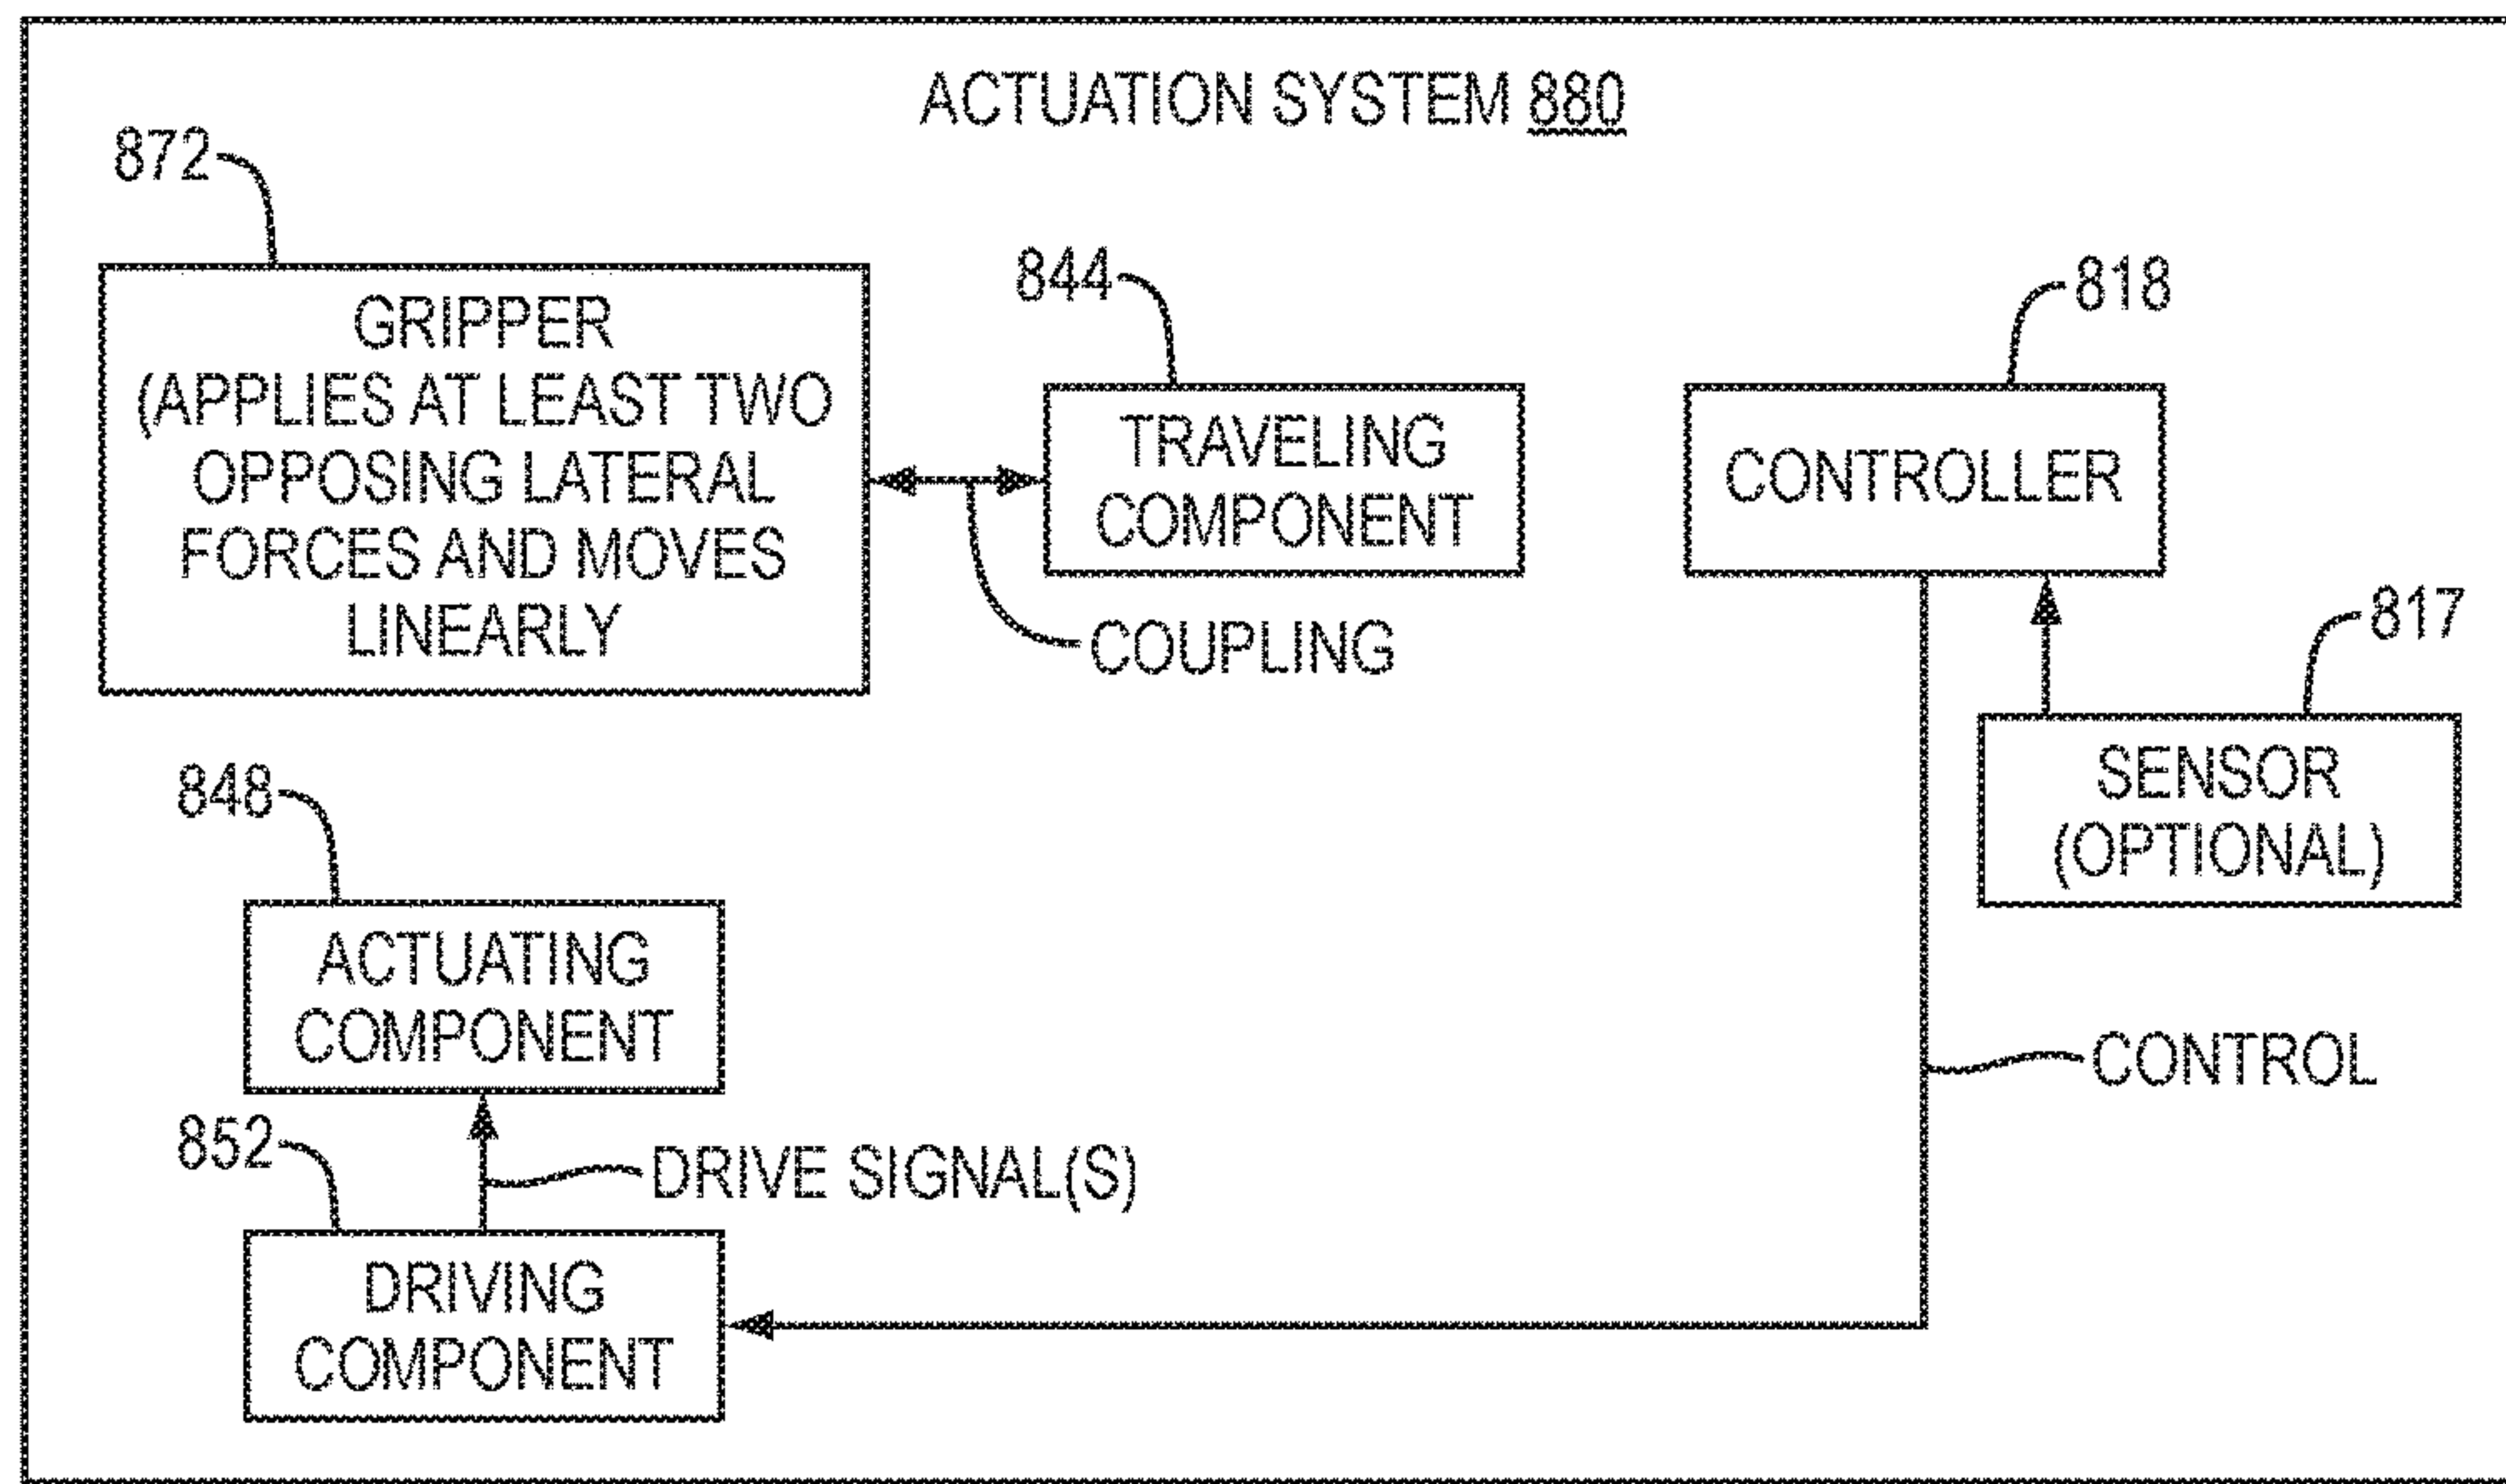 ACTUATION SYSTEM 880
872
GRIPPER
(APPLIES AT LEAST TWO
OPPOSING LATERAL
FORCES AND MOVES
LINEARLY
844
TRAVELING
COMPONENT
COUPLING
818
CONTROLLER
817
SENSOR
(OPTIONAL)
848
ACTUATING
COMPONENT
CONTROL
852
DRIVE SIGNAL(S)
DRIVING
COMPONENT